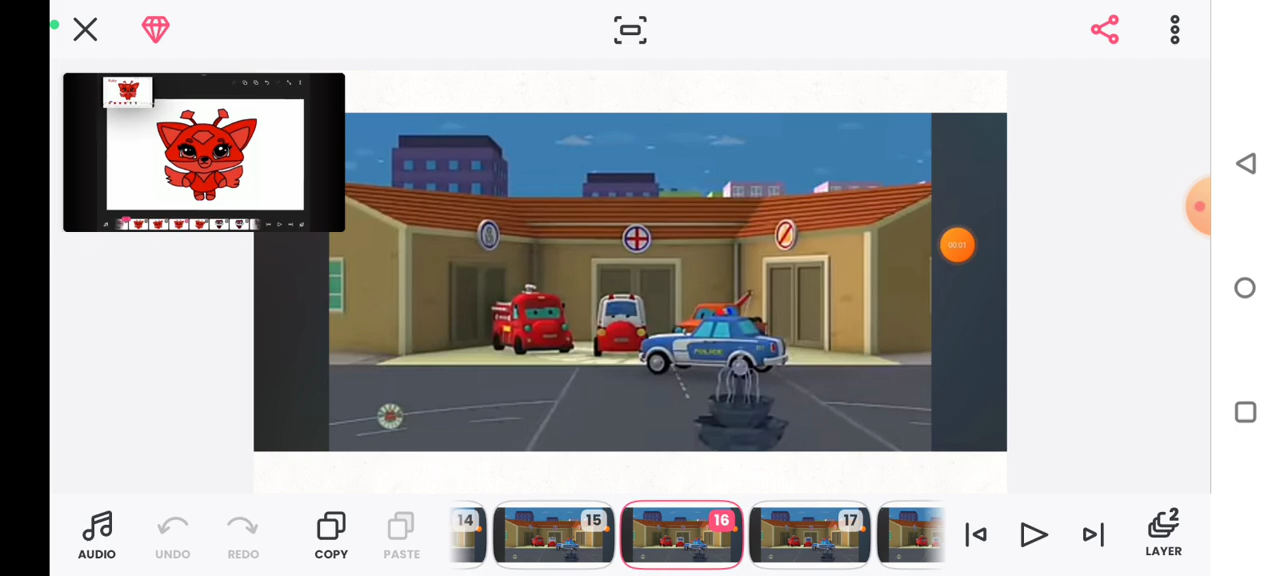 00:01
POLICE
14
15
16
17
AUDIO
UNDO
REDO
COPY
PASTE
2
LAYER